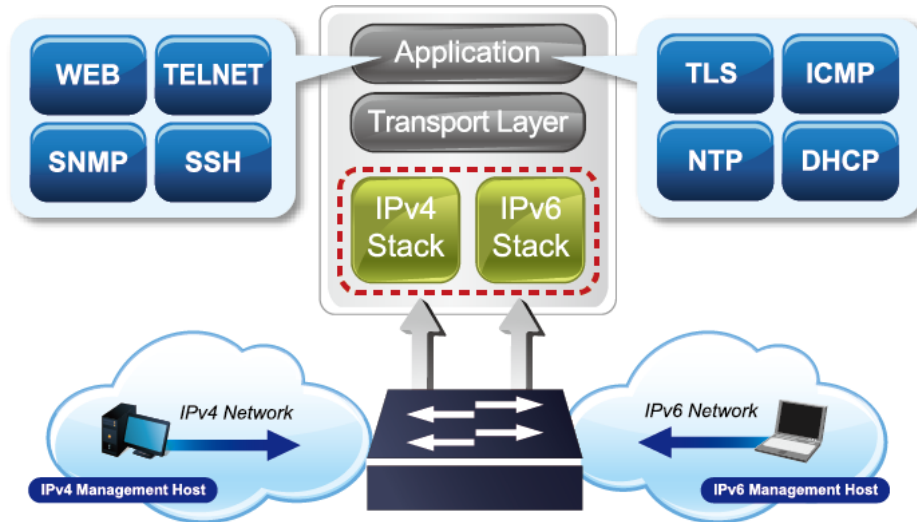 WEB
TELNET
SNMP
SSH
Application
Transport Layer
IPv4
Stack
IPv6
Stack
TLS
ICMP
NTP
DHCP
IPv4 Network
IPv4 Management Host
IPv6 Network
IPv6 Management Host